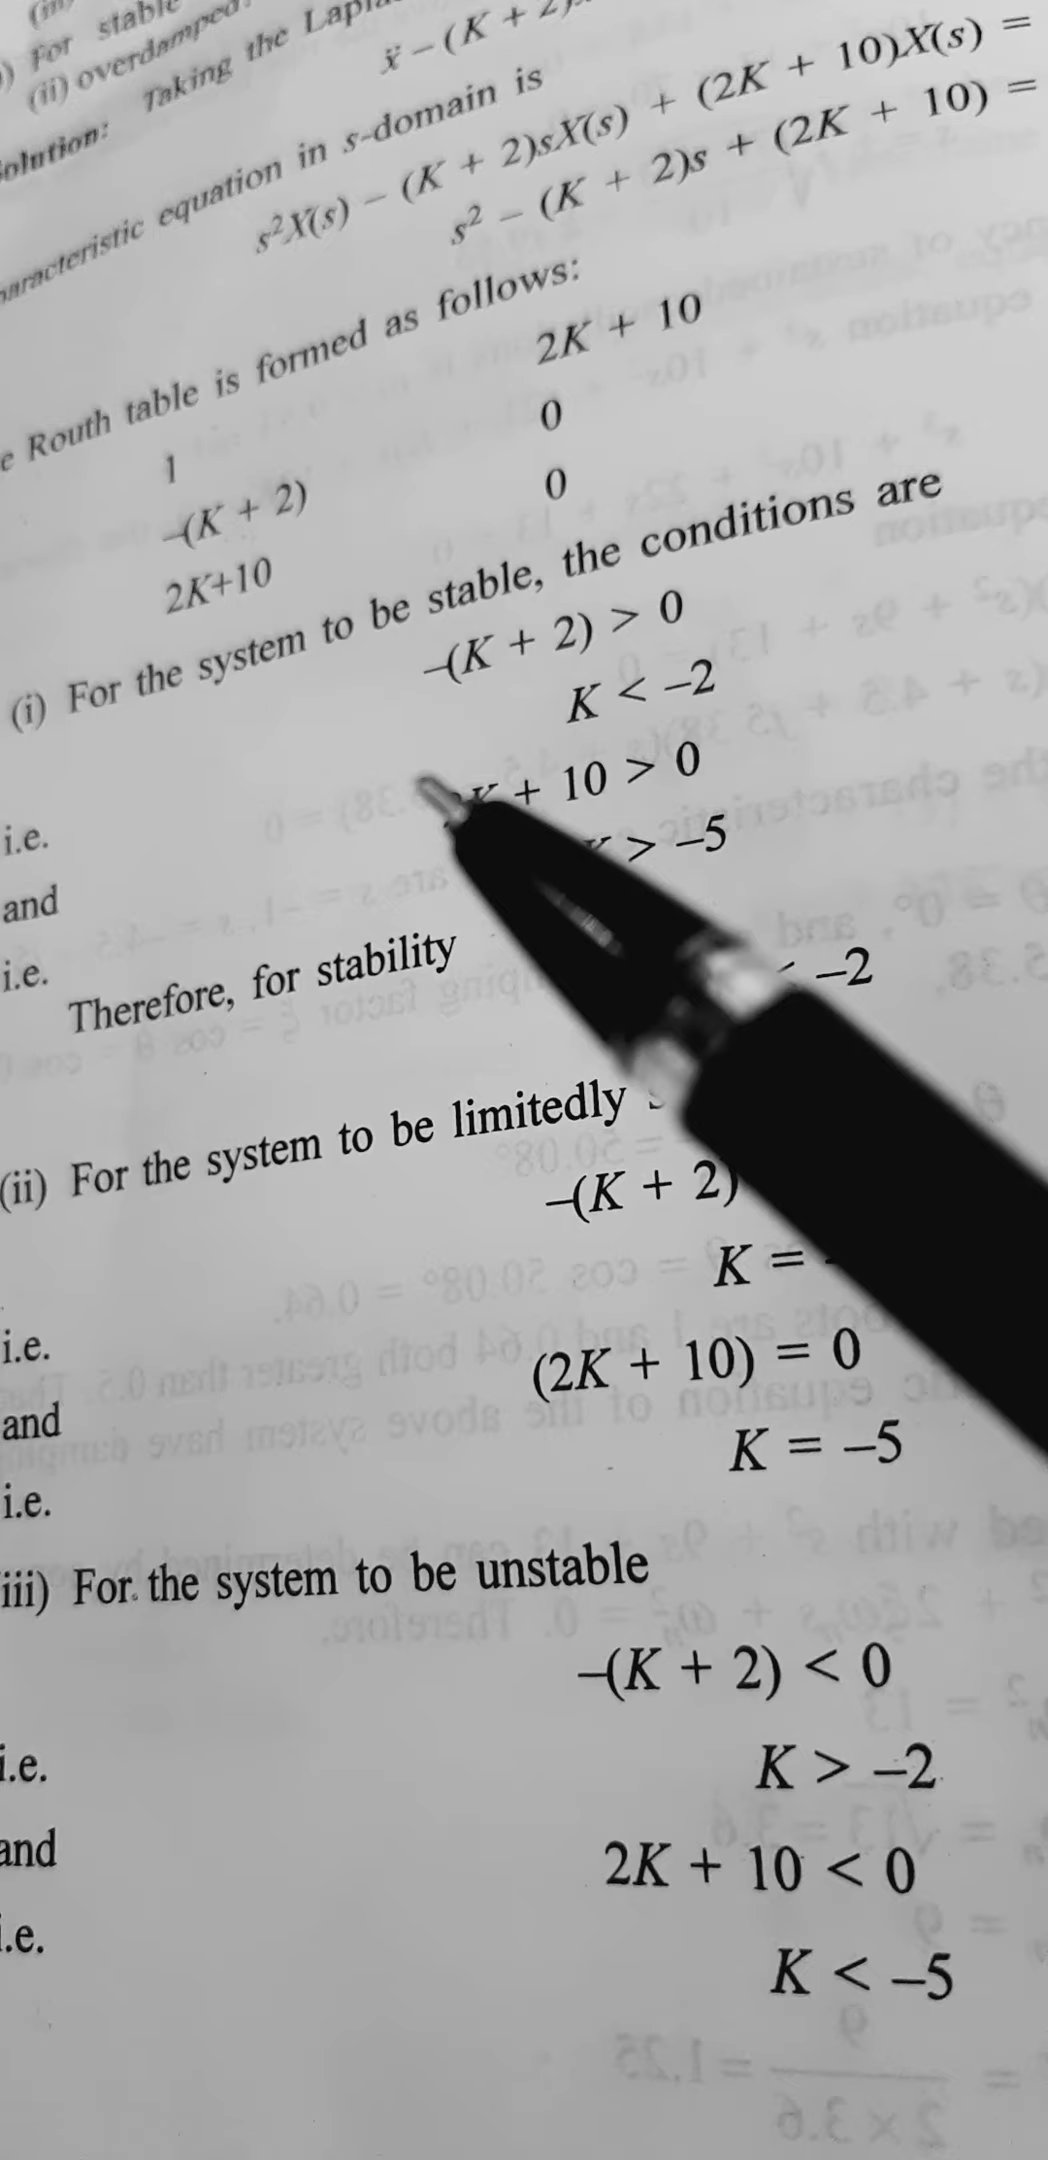 (iii)
) For stable
(ii) overdamped
Solution: Taking the Lapl
ẍ – (K +
characteristic equation in s-domain is
s²X(s) – (K + 2)sX(s) + (2K + 10)X(s) =
s² – (K + 2)s + (2K + 10) =
e Routh table is formed as follows:
1 2K + 10
–(K + 2) 0
2K+10 0
(i) For the system to be stable, the conditions are
–(K + 2) > 0
i.e. K < –2
and K + 10 > 0
i.e. K > –5
Therefore, for stability < –2
(ii) For the system to be limitedly
–(K + 2)
i.e. K =
and (2K + 10) = 0
i.e. K = –5
iii) For the system to be unstable
–(K + 2) < 0
i.e. K > –2
and 2K + 10 < 0
i.e. K < –5